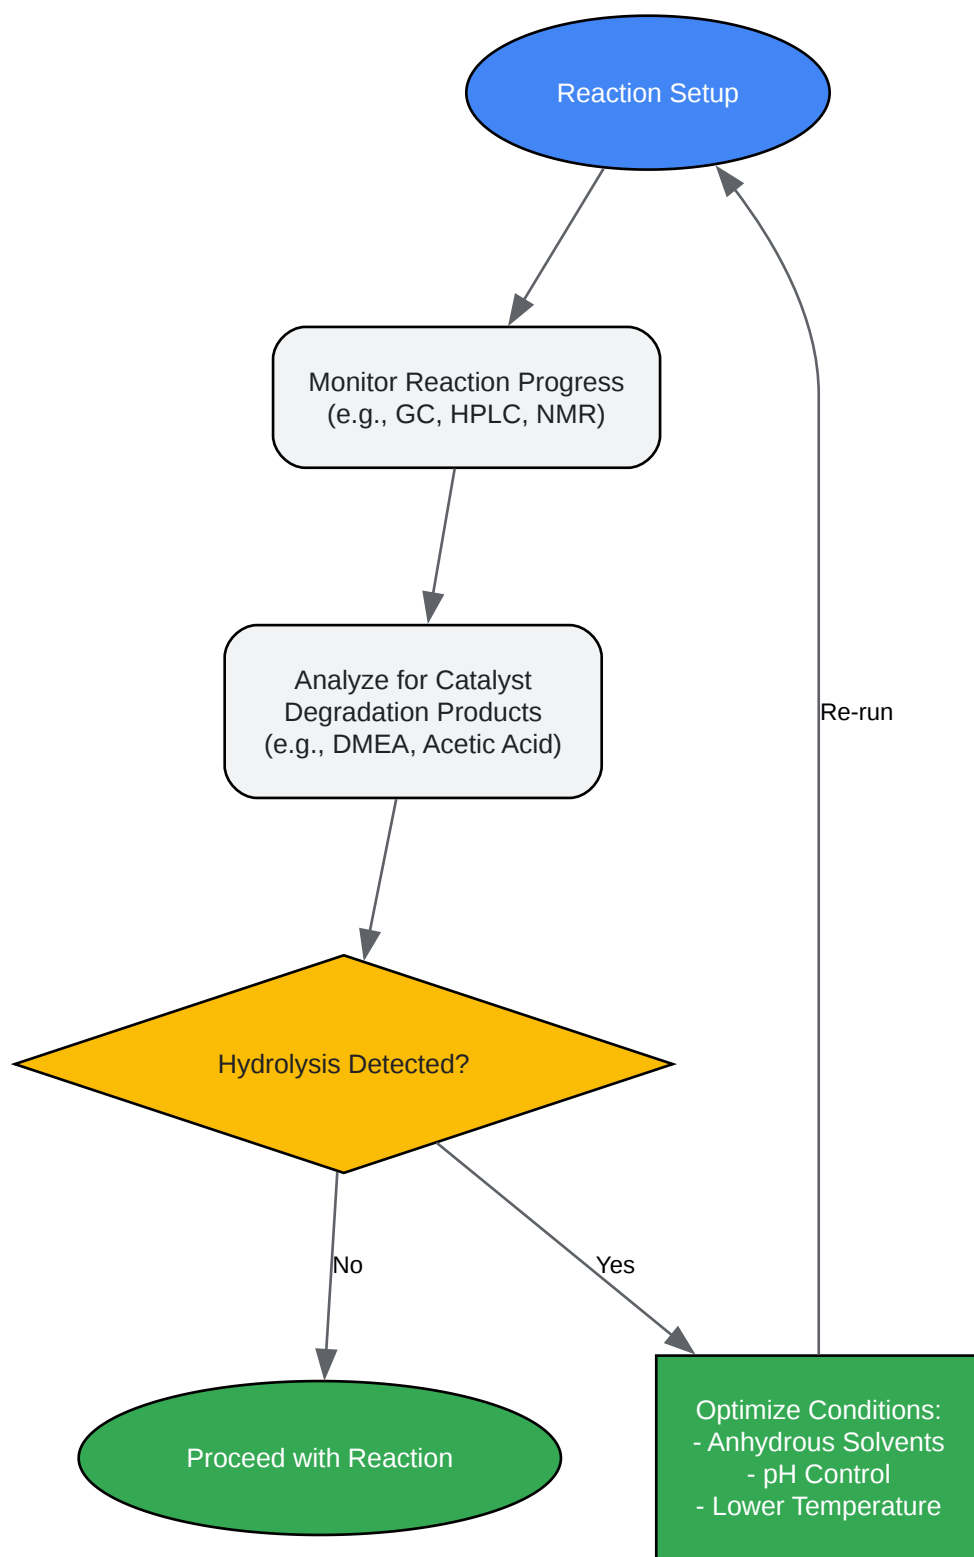 Reaction Setup
Monitor Reaction Progress
(e.g., GC, HPLC, NMR)
Analyze for Catalyst
Degradation Products
(e.g., DMEA, Acetic Acid)
Re-run
Hydrolysis Detected?
No
Yes
Proceed with Reaction
Optimize Conditions:
- Anhydrous Solvents
- pH Control
- Lower Temperature